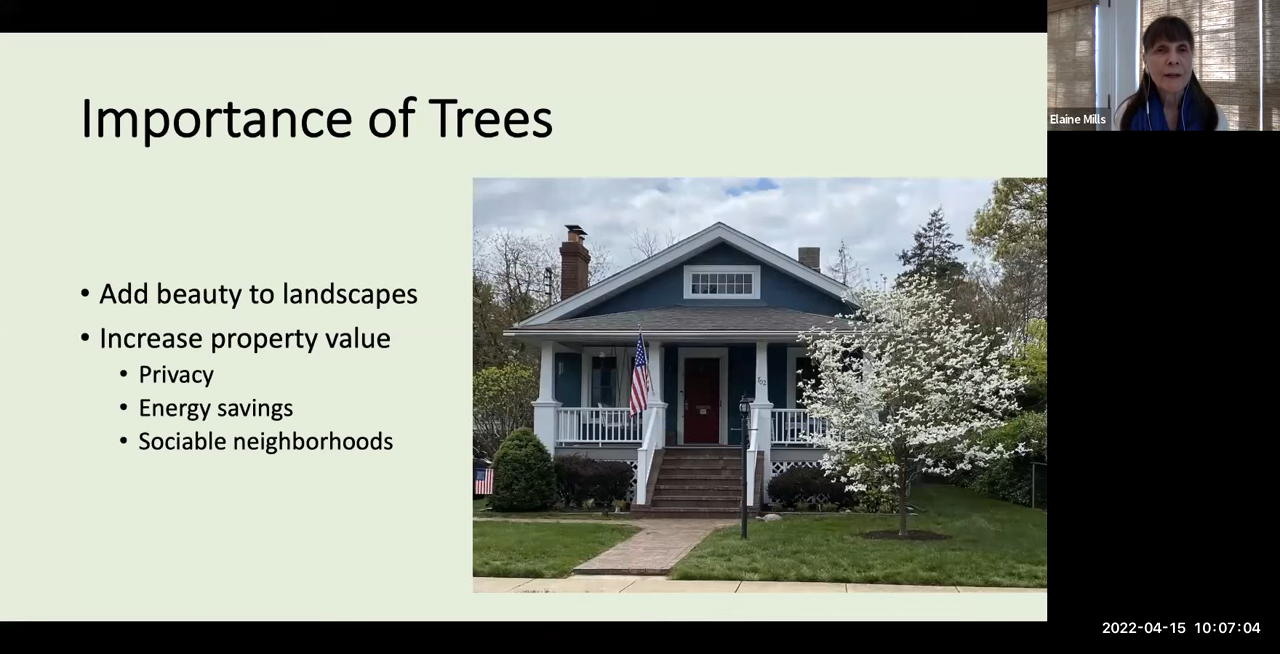 Importance of Trees
• Add beauty to landscapes
• Increase property value
• Privacy
• Energy savings
• Sociable neighborhoods
702
Elaine Mills
2022-04-15 10:07:04